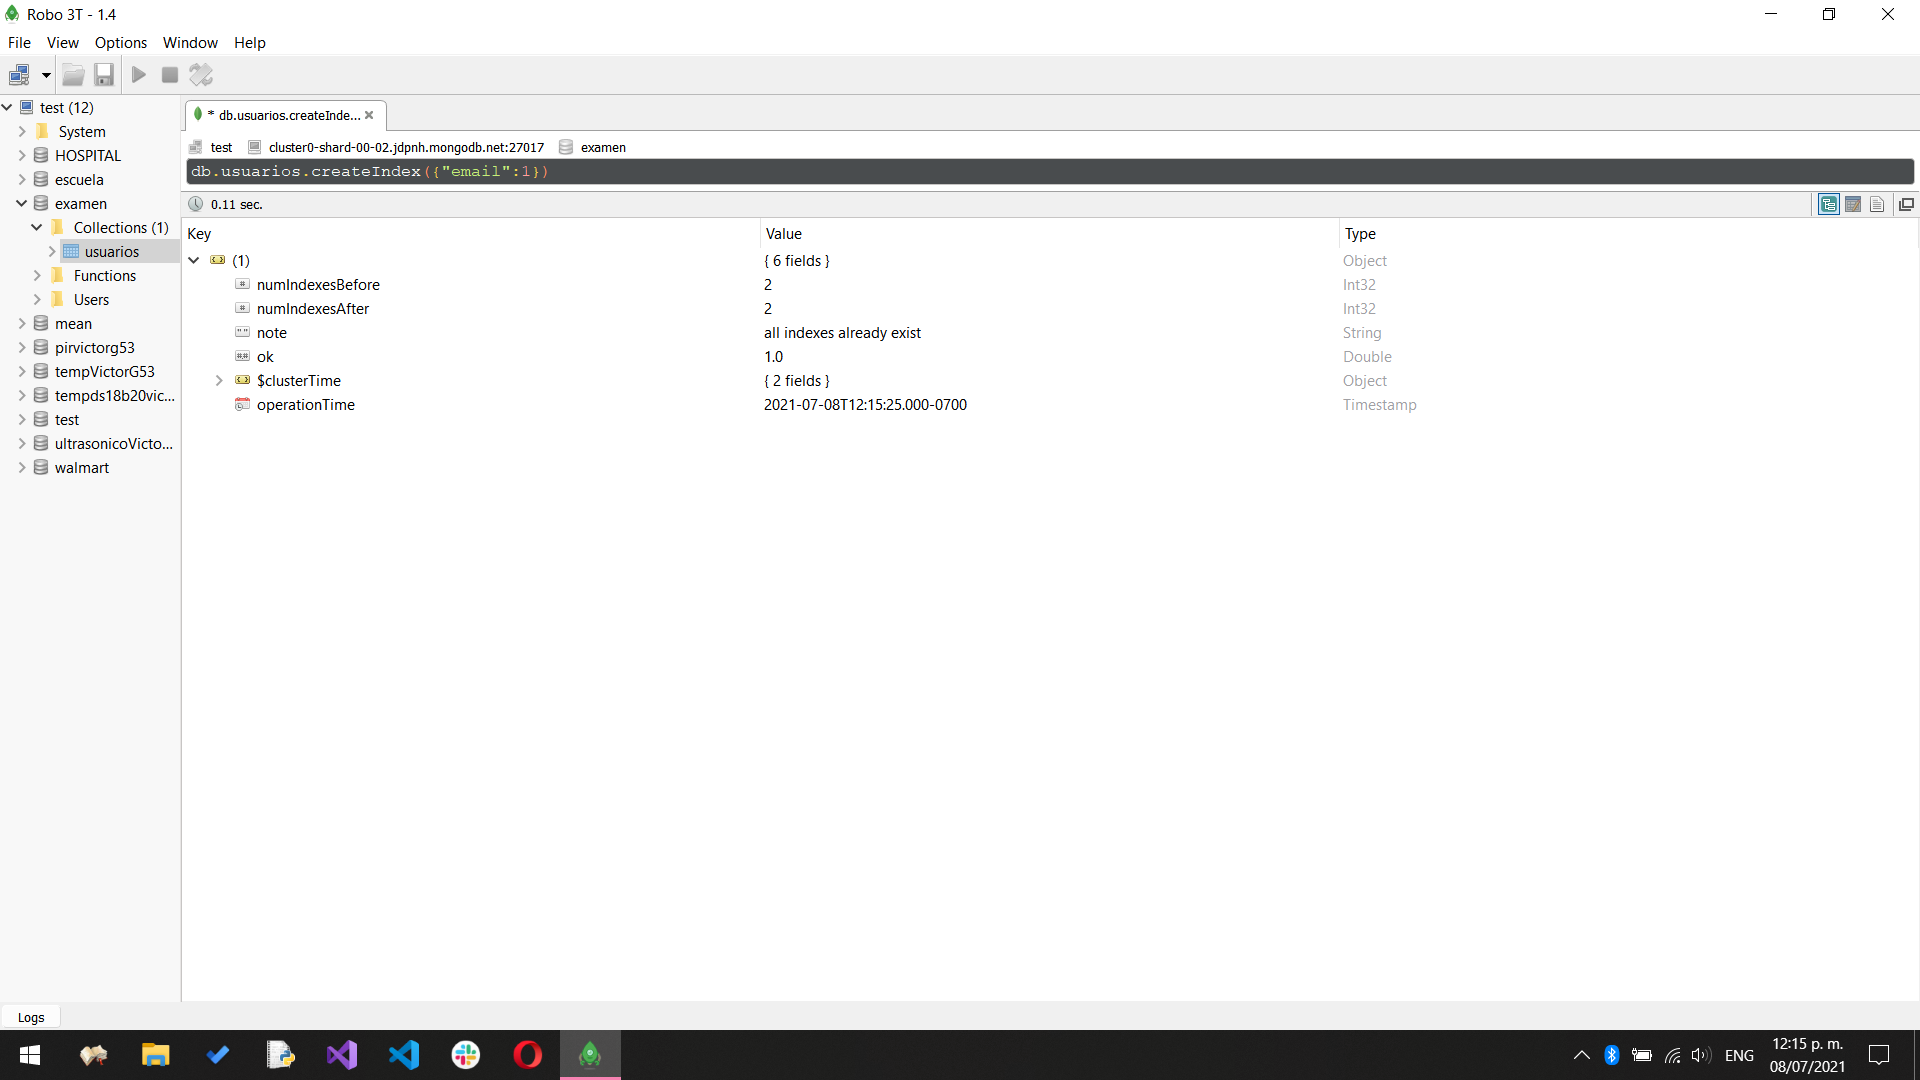 Robo 3T - 1.4
File View Options Window Help
test (12)
System
HOSPITAL
escuela
examen
Collections (1)
usuarios
Functions
Users
mean
pirvictorg53
tempVictorG53
tempds18b20vic...
test
ultrasonicoVicto...
walmart
* db.usuarios.createInde...
test cluster0-shard-00-02.jdpnh.mongodb.net:27017 examen
db.usuarios.createIndex({"email":1})
0.11 sec.
Key Value Type
(1) { 6 fields } Object
numIndexesBefore 2 Int32
numIndexesAfter 2 Int32
note all indexes already exist String
ok 1.0 Double
$clusterTime { 2 fields } Object
operationTime 2021-07-08T12:15:25.000-0700 Timestamp
Logs
ENG
12:15 p. m.
08/07/2021